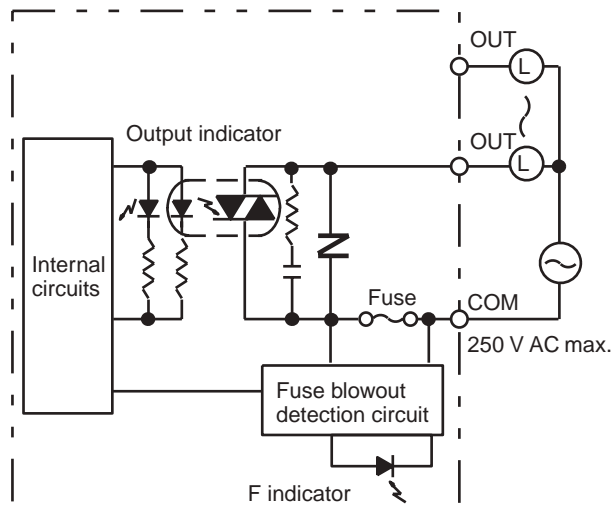 OUT
L
Output indicator
OUT
L
Internal
circuits
Fuse
COM
250 V AC max.
Fuse blowout
detection circuit
F indicator